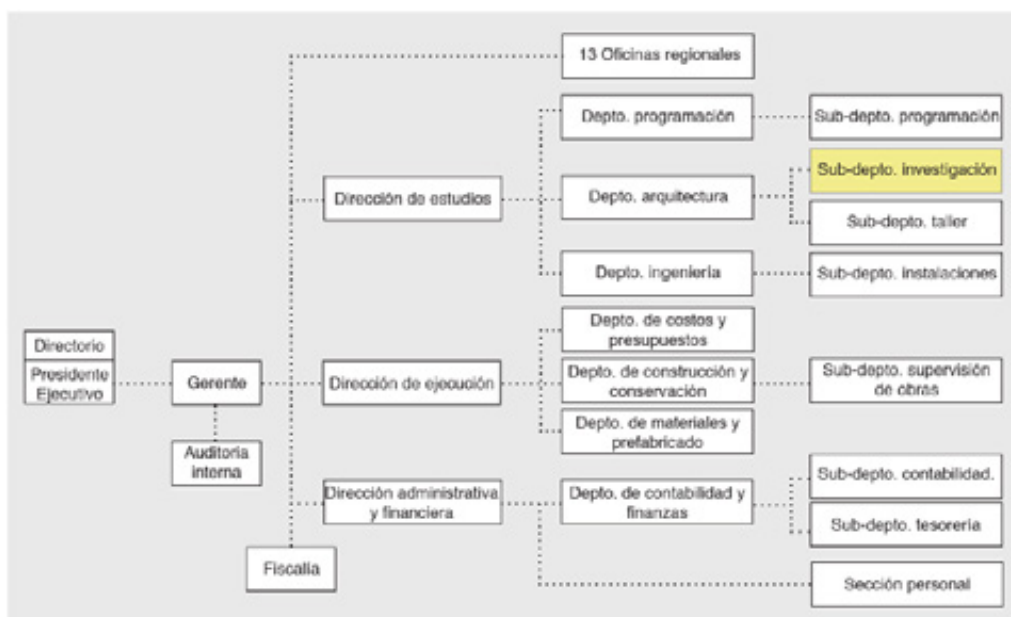 13 Oficinas regionales
Depto. programación
Sub-depto. programación
Sub-depto. investigación
Dirección de estudios
Depto. arquitectura
Sub-depto. taller
Depto. ingeniería
Sub-depto. instalaciones
Depto. de costos y
presupuestos
Directorio
Presidente
Ejecutivo
Gerente
Dirección de ejecución
Depto. de construcción y
conservación
Sub-depto. supervisión
de obras
Depto. de materiales y
prefabricado
Auditoria
interna
Sub-depto. contabilidad.
Dirección administrativa
y financiera
Depto. de contabilidad y
finanzas
Sub-depto. tesorería
Fiscalía
Sección personal